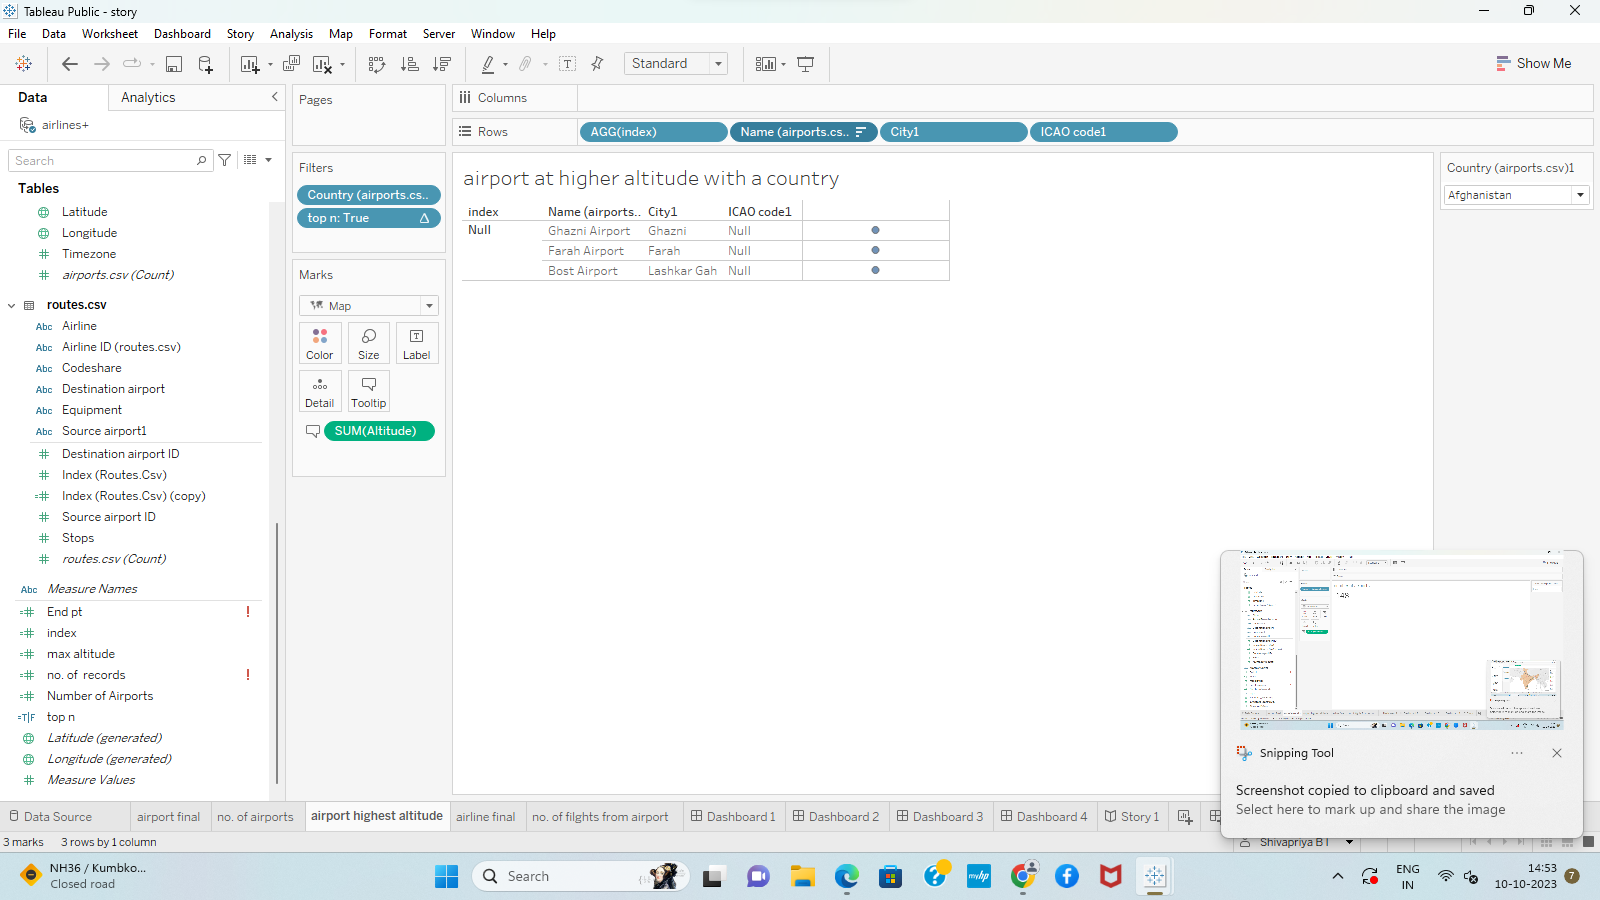 Tableau Public - story
File Data Worksheet Dashboard Story Analysis Map Format Server Window Help
Standard
Show Me
Data Analytics
airlines+
Search
Tables
Latitude
Longitude
Timezone
airports.csv (Count)
routes.csv
Abc Airline
Abc Airline ID (routes.csv)
Abc Codeshare
Abc Destination airport
Abc Equipment
Abc Source airport1
Destination airport ID
Index (Routes.Csv)
Index (Routes.Csv) (copy)
Source airport ID
Stops
routes.csv (Count)
Abc Measure Names
End pt !
index
max altitude
no. of records !
Number of Airports
top n
Latitude (generated)
Longitude (generated)
Measure Values
Pages
Filters
Country (airports.cs..
top n: True
Marks
Map
Color Size Label
Detail Tooltip
SUM(Altitude)
Columns
Rows AGG(index) Name (airports.cs.. City1 ICAO code1
airport at higher altitude with a country
index Name (airports.. City1 ICAO code1
Null Ghazni Airport Ghazni Null
Farah Airport Farah Null
Bost Airport Lashkar Gah Null
Country (airports.csv)1
Afghanistan
Snipping Tool
Screenshot copied to clipboard and saved
Select here to mark up and share the image
Data Source airport final no. of airports airport highest altitude airline final no. of filghts from airport Dashboard 1 Dashboard 2 Dashboard 3 Dashboard 4 Story 1
3 marks 3 rows by 1 column Shivapriya B T
NH36 / Kumbko...
Closed road
Search
myhp
ENG
IN
14:53
10-10-2023
7